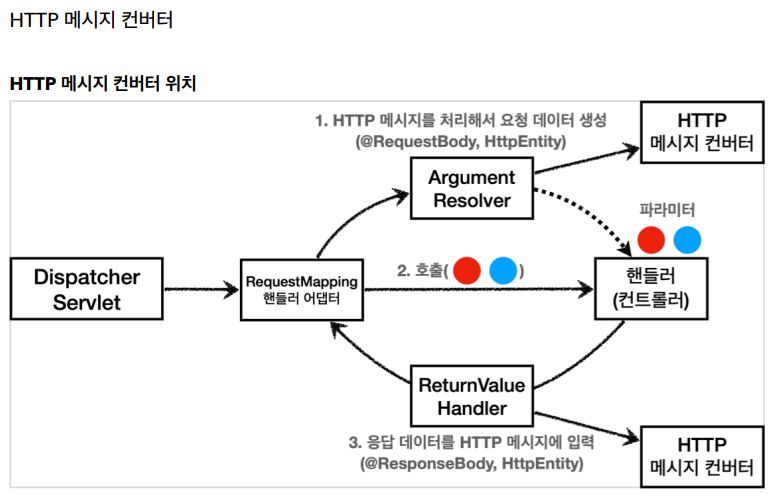 HTTP 메시지 컨버터
HTTP 메시지 컨버터 위치
1. HTTP 메시지를 처리해서 요청 데이터 생성
(@RequestBody, HttpEntity)
HTTP
메시지 컨버터
Argument
Resolver
파라미터
Dispatcher
Servlet
RequestMapping
핸들러 어댑터
2. 호출( )
핸들러
(컨트롤러)
ReturnValue
Handler
3. 응답 데이터를 HTTP 메시지에 입력
(@ResponseBody, HttpEntity)
HTTP
메시지 컨버터